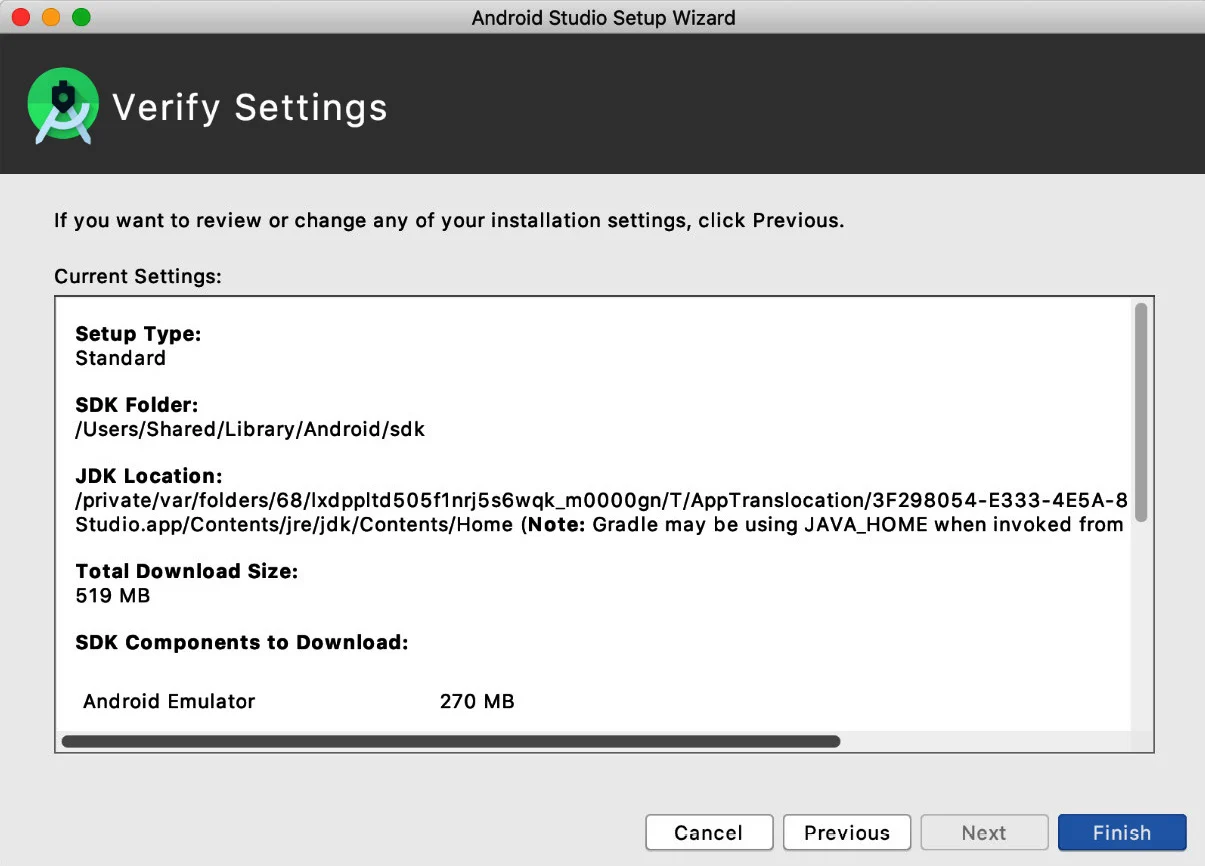 Android Studio Setup Wizard
Verify Settings
If you want to review or change any of your installation settings, click Previous.
Current Settings:
Setup Type:
Standard
SDK Folder:
/Users/Shared/Library/Android/sdk
JDK Location:
/private/var/folders/68/lxdppltd505f1nrj5s6wqk_m0000gn/T/AppTranslocation/3F298054-E333-4E5A-8
Studio.app/Contents/jre/jdk/Contents/Home (Note: Gradle may be using JAVA_HOME when invoked from
Total Download Size:
519 MB
SDK Components to Download:
Android Emulator 270 MB
Cancel Previous Next Finish